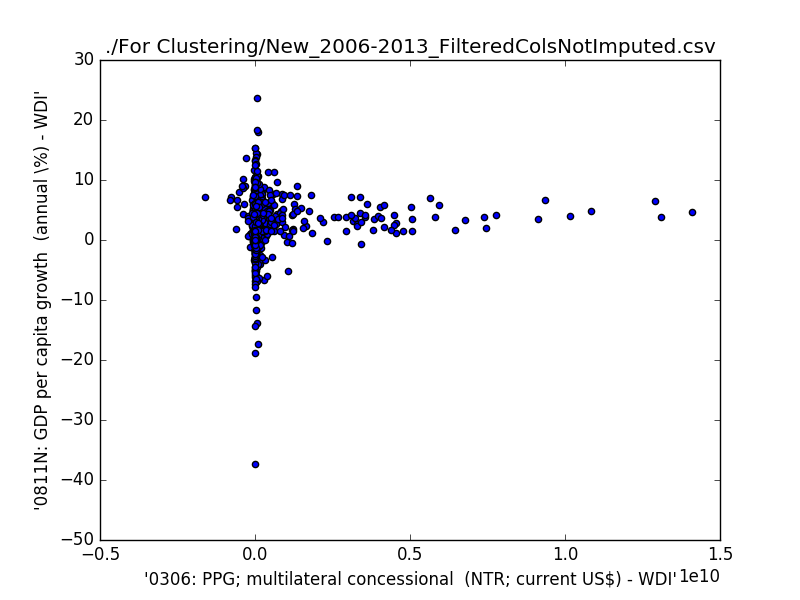 ./For Clustering/New_2006-2013_FilteredColsNotImputed.csv
30
20
10
0
−10
−20
−30
−40
−50
'0811N: GDP per capita growth  (annual \%) - WDI'
−0.5 0.0 0.5 1.0 1.5
1e10
'0306: PPG; multilateral concessional  (NTR; current US$) - WDI'